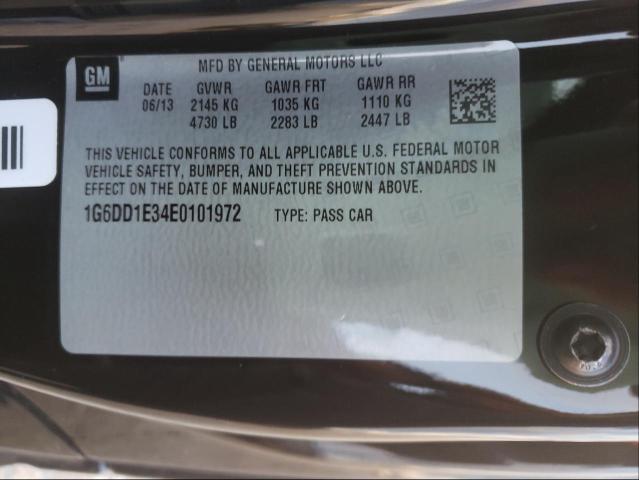 GM
MFD BY GENERAL MOTORS LLC
DATE GVWR GAWR FRT GAWR RR
06/13 2145 KG 1035 KG 1110 KG
4730 LB 2283 LB 2447 LB
THIS VEHICLE CONFORMS TO ALL APPLICABLE U.S. FEDERAL MOTOR
VEHICLE SAFETY, BUMPER, AND THEFT PREVENTION STANDARDS IN
EFFECT ON THE DATE OF MANUFACTURE SHOWN ABOVE.
1G6DD1E34E0101972 TYPE: PASS CAR